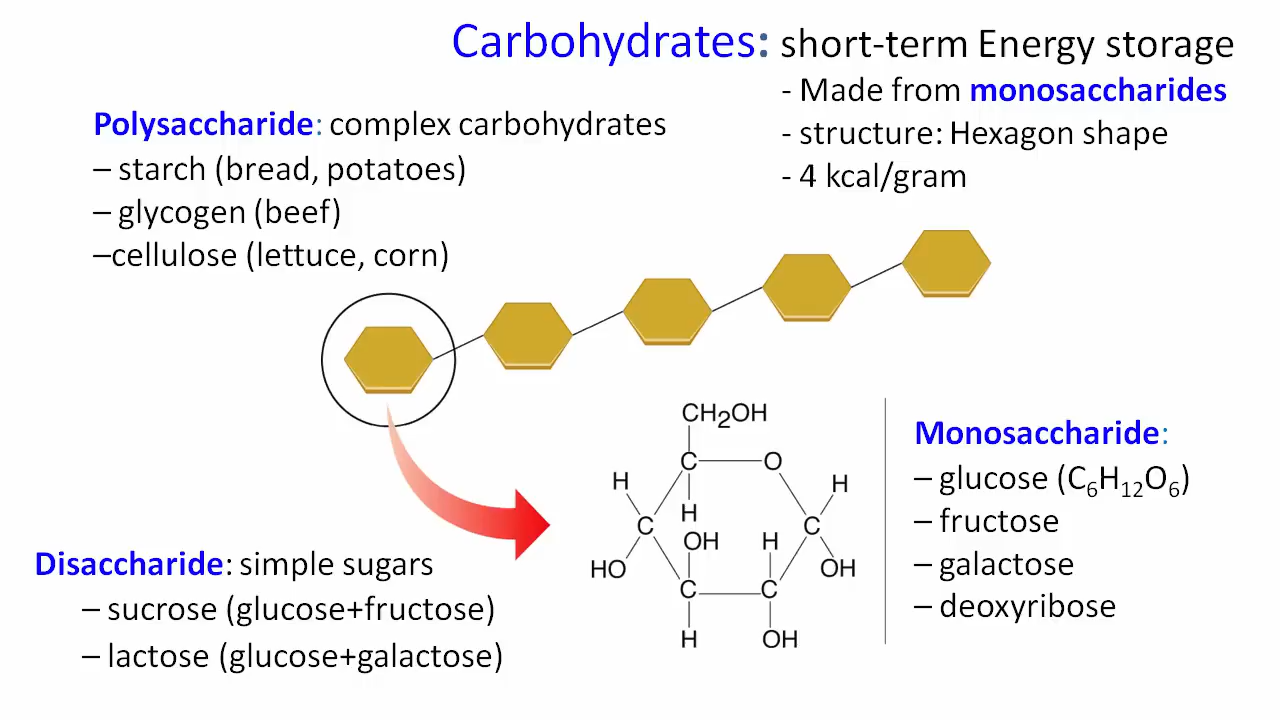 Carbohydrates: short-term Energy storage
- Made from monosaccharides
- structure: Hexagon shape
- 4 kcal/gram
Polysaccharide: complex carbohydrates
– starch (bread, potatoes)
– glycogen (beef)
–cellulose (lettuce, corn)
CH₂OH
C O
H H
H
C C
OH H
HO OH
C C
H OH
Monosaccharide:
– glucose (C₆H₁₂O₆)
– fructose
– galactose
– deoxyribose
Disaccharide: simple sugars
– sucrose (glucose+fructose)
– lactose (glucose+galactose)